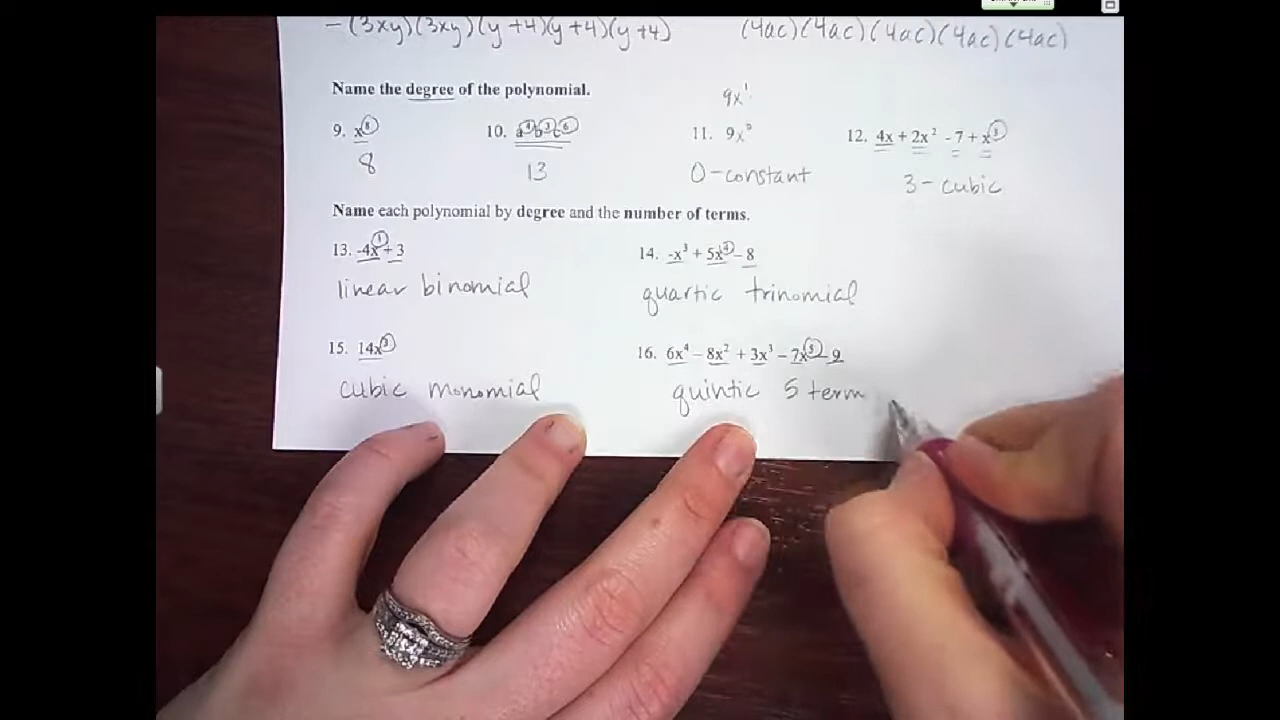 - (3xy)(3xy)(y+4)(y+4)(y+4) (4ac)(4ac)(4ac)(4ac)(4ac)
Name the degree of the polynomial.
9x¹
9. x⁸ 10. a⁴b³c⁶ 11. 9x⁰ 12. 4x + 2x² - 7 + x³
8 13 0-constant 3-cubic
Name each polynomial by degree and the number of terms.
13. -4x¹ + 3 14. -x³ + 5x⁴ - 8
linear binomial quartic trinomial
15. 14x³ 16. 6x⁴ - 8x² + 3x³ - 7x⁵ - 9
cubic monomial quintic 5 term